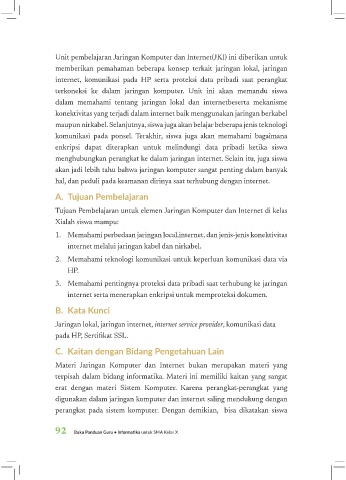 Unit pembelajaran Jaringan Komputer dan Internet(JKI) ini diberikan untuk
memberikan pemahaman beberapa konsep terkait jaringan lokal, jaringan
internet, komunikasi pada HP serta proteksi data pribadi saat perangkat
terkoneksi ke dalam jaringan komputer. Unit ini akan memandu siswa
dalam memahami tentang jaringan lokal dan internetbeserta mekanisme
konektivitas yang terjadi dalam internet baik menggunakan jaringan berkabel
maupun nirkabel. Selanjutnya, siswa juga akan belajar beberapa jenis teknologi
komunikasi pada ponsel. Terakhir, siswa juga akan memahami bagaimana
enkripsi dapat diterapkan untuk melindungi data pribadi ketika siswa
menghubungkan perangkat ke dalam jaringan internet. Selain itu, juga siswa
akan jadi lebih tahu bahwa jaringan komputer sangat penting dalam banyak
hal, dan peduli pada keamanan dirinya saat terhubung dengan internet.
A. Tujuan Pembelajaran
Tujuan Pembelajaran untuk elemen Jaringan Komputer dan Internet di kelas
Xialah siswa mampu:
1. Memahami perbedaan jaringan local,internet, dan jenis-jenis konektivitas
internet melalui jaringan kabel dan nirkabel.
2. Memahami teknologi komunikasi untuk keperluan komunikasi data via
HP.
3. Memahami pentingnya proteksi data pribadi saat terhubung ke jaringan
internet serta menerapkan enkripsi untuk memproteksi dokumen.
B. Kata Kunci
Jaringan lokal, jaringan internet, internet service provider, komunikasi data
pada HP, Sertifikat SSL.
C. Kaitan dengan Bidang Pengetahuan Lain
Materi Jaringan Komputer dan Internet bukan merupakan materi yang
terpisah dalam bidang informatika. Materi ini memiliki kaitan yang sangat
erat dengan materi Sistem Komputer. Karena perangkat-perangkat yang
digunakan dalam jaringan komputer dan internet saling mendukung dengan
perangkat pada sistem komputer. Dengan demikian, bisa dikatakan siswa
92 Buku Panduan Guru • Informatika untuk SMA Kelas X